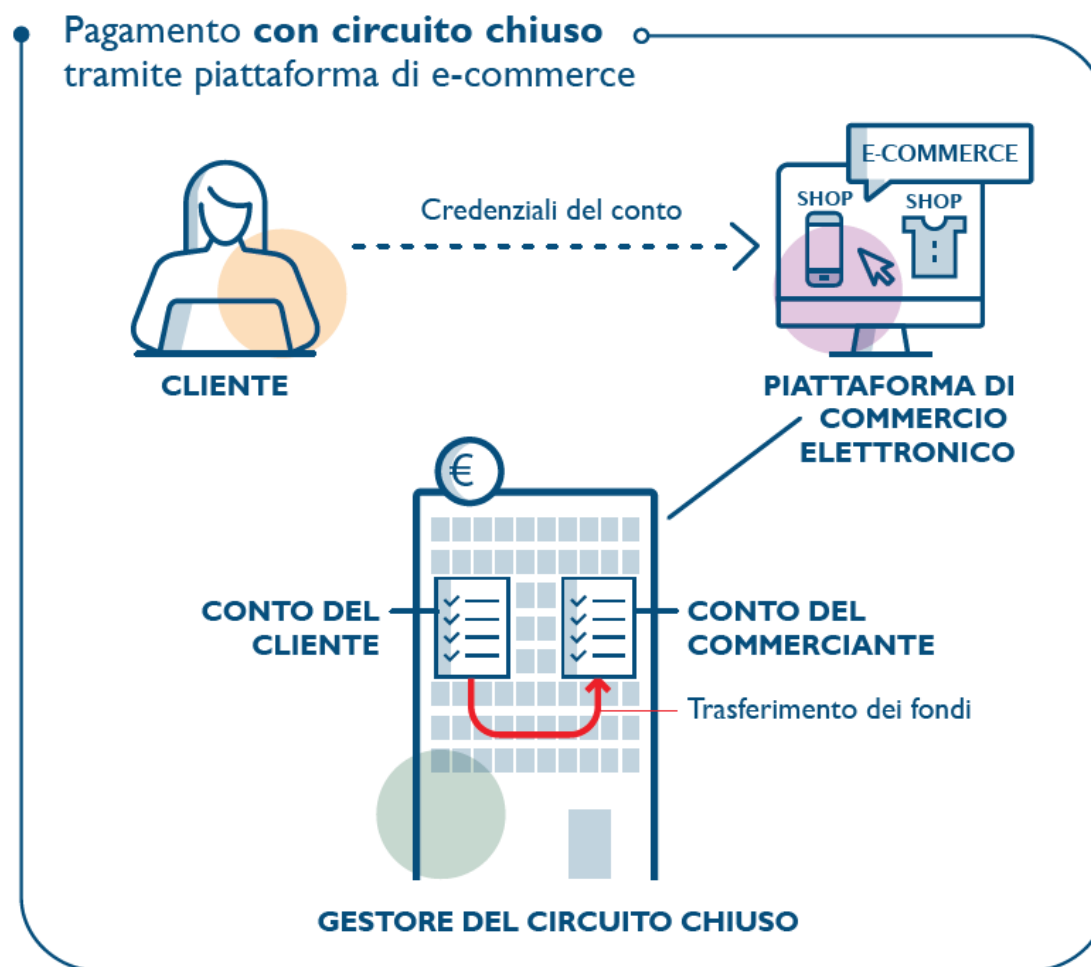 Pagamento con circuito chiuso
tramite piattaforma di e-commerce
E-COMMERCE
SHOP
SHOP
Credenziali del conto
CLIENTE
PIATTAFORMA DI
COMMERCIO
ELETTRONICO
€
CONTO DEL
CLIENTE
CONTO DEL
COMMERCIANTE
Trasferimento dei fondi
GESTORE DEL CIRCUITO CHIUSO